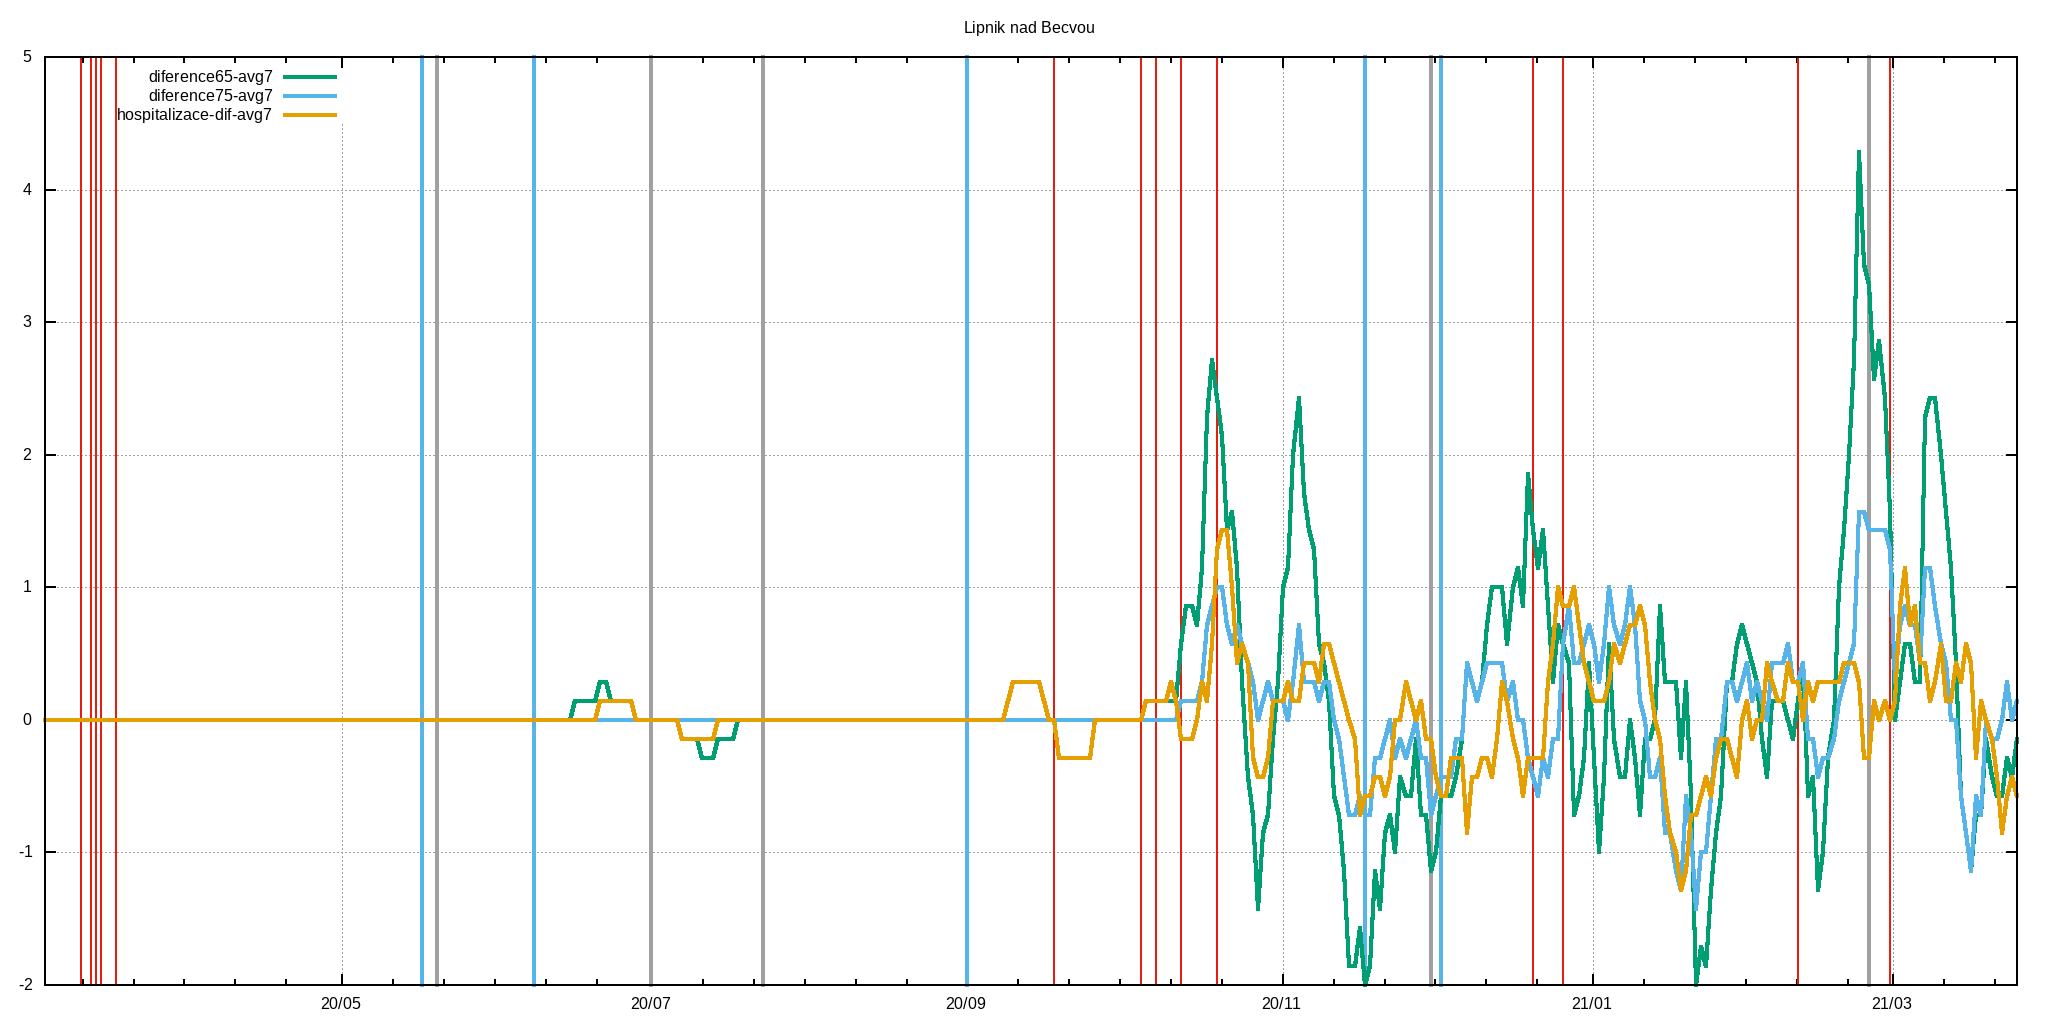 Lipnik nad Becvou
5
diference65-avg7
diference75-avg7
hospitalizace-dif-avg7
4
3
2
1
0
-1
-2
20/05 20/07 20/09 20/11 21/01 21/03